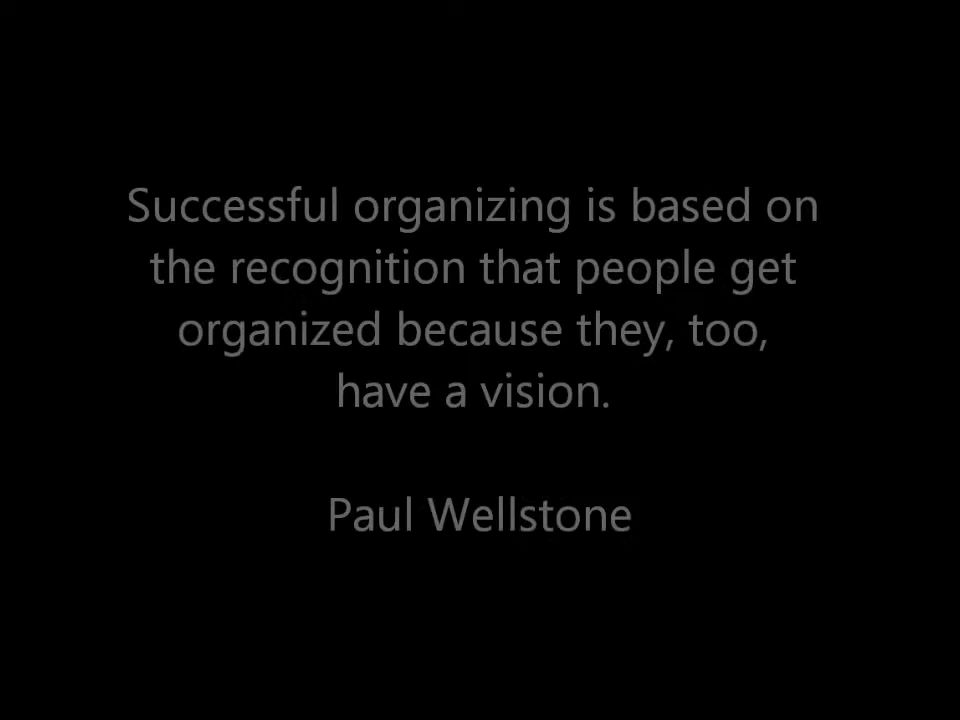 Successful organizing is based on
the recognition that people get
organized because they, too,
have a vision.
Paul Wellstone